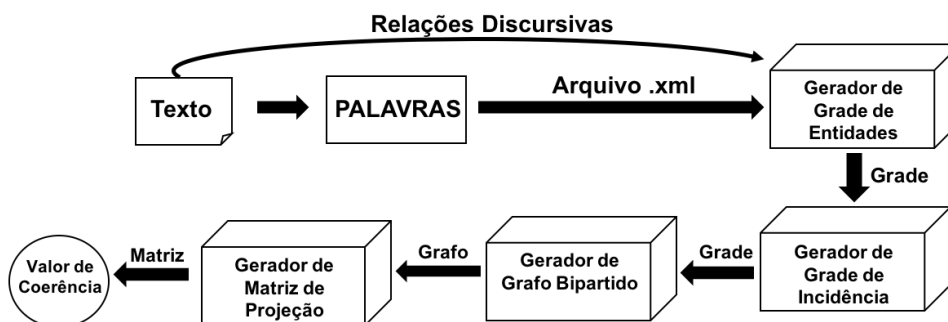 Relações Discursivas
Texto
PALAVRAS
Arquivo .xml
Gerador de
Grade de
Entidades
Grade
Gerador de
Grade de
Incidência
Grade
Gerador de
Grafo Bipartido
Grafo
Gerador de
Matriz de
Projeção
Matriz
Valor de
Coerência